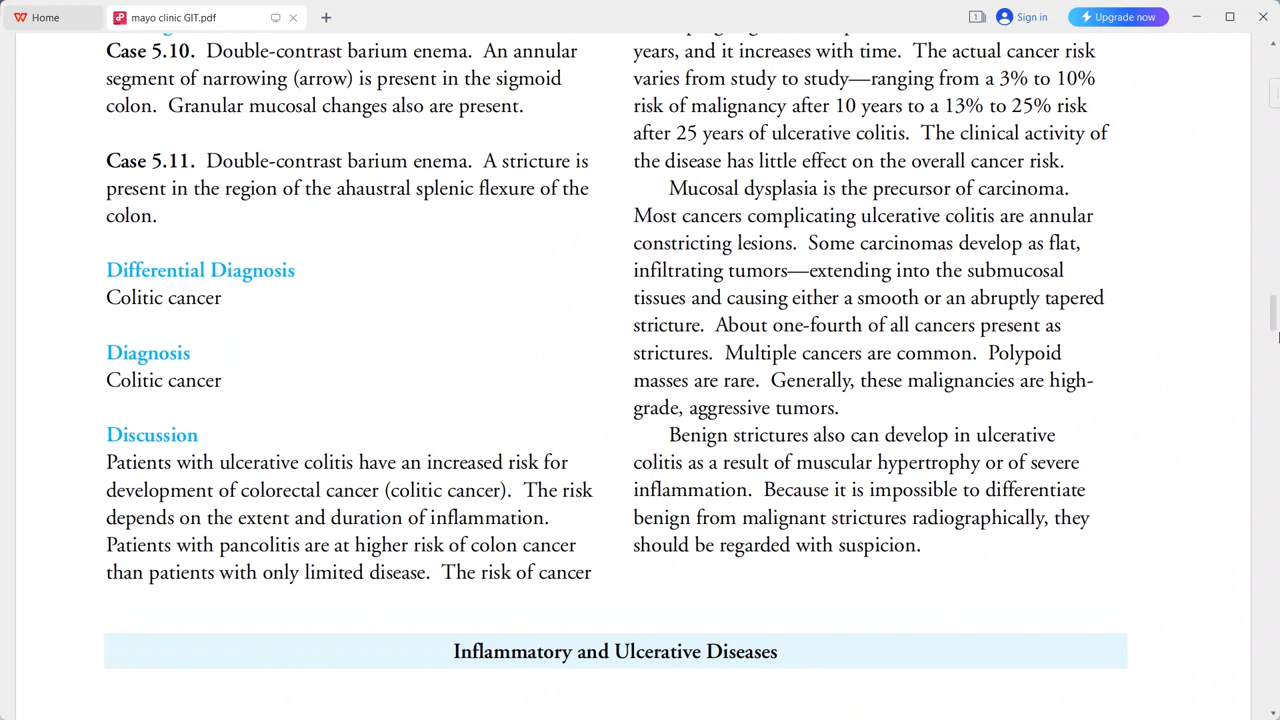 Home
mayo clinic GIT.pdf
Sign in
Upgrade now
Case 5.10. Double-contrast barium enema. An annular
segment of narrowing (arrow) is present in the sigmoid
colon. Granular mucosal changes also are present.
Case 5.11. Double-contrast barium enema. A stricture is
present in the region of the ahaustral splenic flexure of the
colon.
Differential Diagnosis
Colitic cancer
Diagnosis
Colitic cancer
Discussion
Patients with ulcerative colitis have an increased risk for
development of colorectal cancer (colitic cancer). The risk
depends on the extent and duration of inflammation.
Patients with pancolitis are at higher risk of colon cancer
than patients with only limited disease. The risk of cancer
years, and it increases with time. The actual cancer risk
varies from study to study—ranging from a 3% to 10%
risk of malignancy after 10 years to a 13% to 25% risk
after 25 years of ulcerative colitis. The clinical activity of
the disease has little effect on the overall cancer risk.
Mucosal dysplasia is the precursor of carcinoma.
Most cancers complicating ulcerative colitis are annular
constricting lesions. Some carcinomas develop as flat,
infiltrating tumors—extending into the submucosal
tissues and causing either a smooth or an abruptly tapered
stricture. About one-fourth of all cancers present as
strictures. Multiple cancers are common. Polypoid
masses are rare. Generally, these malignancies are high-
grade, aggressive tumors.
Benign strictures also can develop in ulcerative
colitis as a result of muscular hypertrophy or of severe
inflammation. Because it is impossible to differentiate
benign from malignant strictures radiographically, they
should be regarded with suspicion.
Inflammatory and Ulcerative Diseases